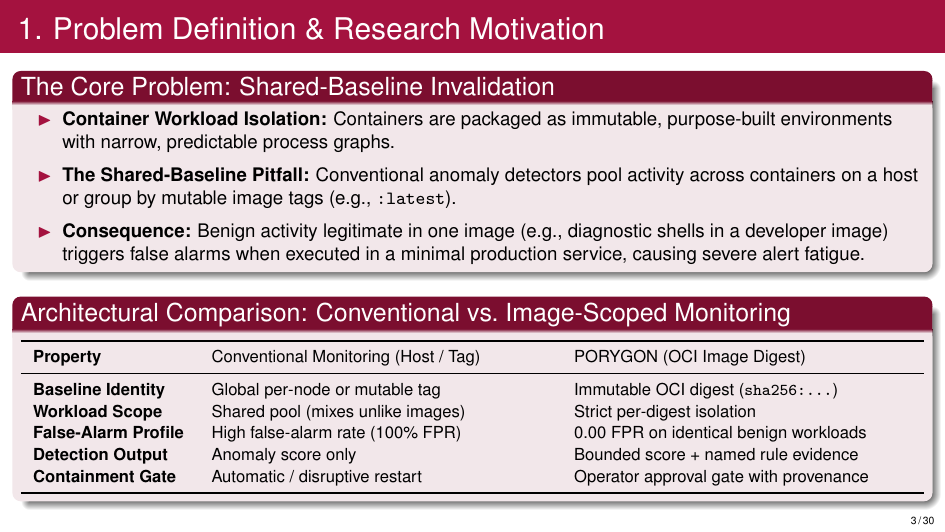 1. Problem Definition & Research Motivation
The Core Problem: Shared-Baseline Invalidation
Container Workload Isolation: Containers are packaged as immutable, purpose-built environments
with narrow, predictable process graphs.
The Shared-Baseline Pitfall: Conventional anomaly detectors pool activity across containers on a host
or group by mutable image tags (e.g., :latest).
Consequence: Benign activity legitimate in one image (e.g., diagnostic shells in a developer image)
triggers false alarms when executed in a minimal production service, causing severe alert fatigue.
Architectural Comparison: Conventional vs. Image-Scoped Monitoring
Property Conventional Monitoring (Host / Tag) PORYGON (OCI Image Digest)
Baseline Identity Global per-node or mutable tag Immutable OCI digest (sha256:...)
Workload Scope Shared pool (mixes unlike images) Strict per-digest isolation
False-Alarm Profile High false-alarm rate (100% FPR) 0.00 FPR on identical benign workloads
Detection Output Anomaly score only Bounded score + named rule evidence
Containment Gate Automatic / disruptive restart Operator approval gate with provenance
3 / 30